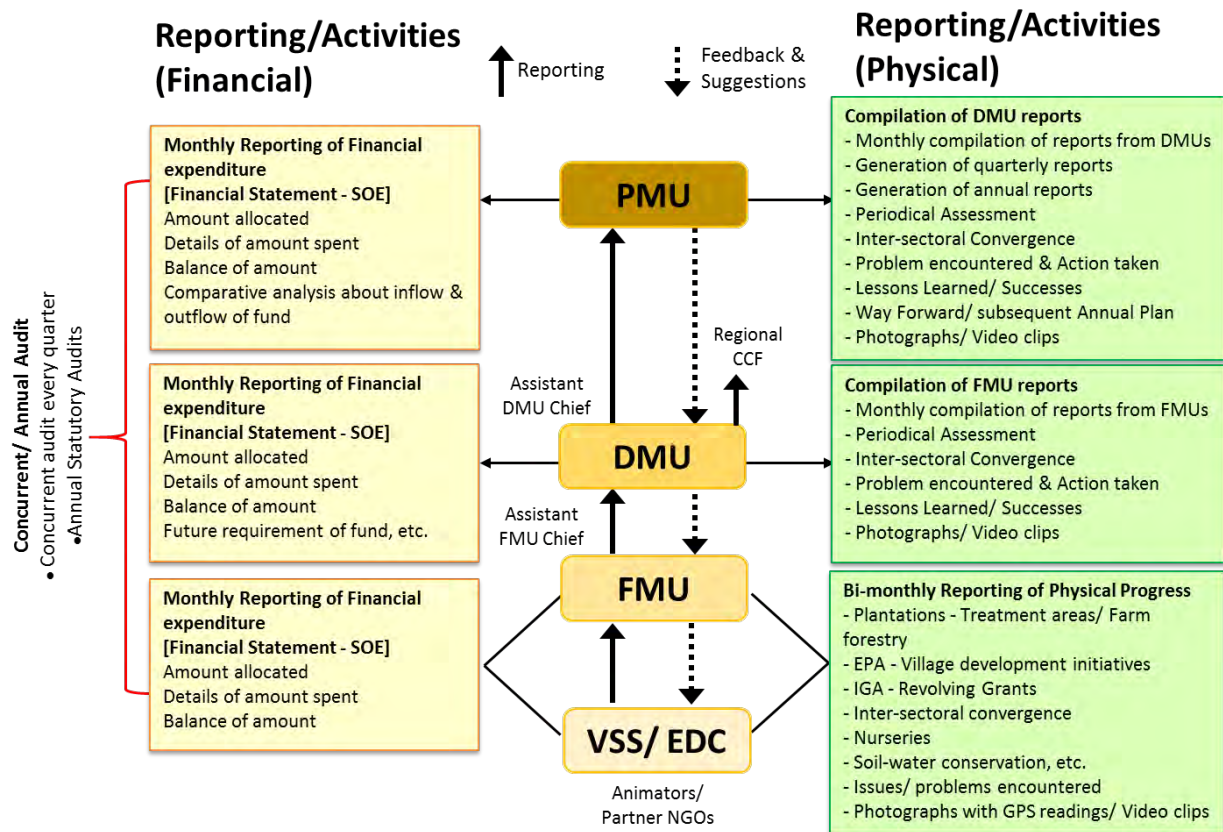 Reporting/Activities
(Financial)
Reporting
Feedback &
Suggestions
Reporting/Activities
(Physical)
Monthly Reporting of Financial
expenditure
[Financial Statement - SOE]
Amount allocated
Details of amount spent
Balance of amount
Comparative analysis about inflow &
outflow of fund
PMU
Compilation of DMU reports
- Monthly compilation of reports from DMUs
- Generation of quarterly reports
- Generation of annual reports
- Periodical Assessment
- Inter-sectoral Convergence
- Problem encountered & Action taken
- Lessons Learned/ Successes
- Way Forward/ subsequent Annual Plan
- Photographs/ Video clips
Concurrent/ Annual Audit
• Concurrent audit every quarter
•Annual Statutory Audits
Assistant
DMU Chief
Regional
CCF
Monthly Reporting of Financial
expenditure
[Financial Statement - SOE]
Amount allocated
Details of amount spent
Balance of amount
Future requirement of fund, etc.
DMU
Compilation of FMU reports
- Monthly compilation of reports from FMUs
- Periodical Assessment
- Inter-sectoral Convergence
- Problem encountered & Action taken
- Lessons Learned/ Successes
- Photographs/ Video clips
Assistant
FMU Chief
Monthly Reporting of Financial
expenditure
[Financial Statement - SOE]
Amount allocated
Details of amount spent
Balance of amount
FMU
VSS/ EDC
Animators/
Partner NGOs
Bi-monthly Reporting of Physical Progress
- Plantations - Treatment areas/ Farm
forestry
- EPA - Village development initiatives
- IGA - Revolving Grants
- Inter-sectoral convergence
- Nurseries
- Soil-water conservation, etc.
- Issues/ problems encountered
- Photographs with GPS readings/ Video clips